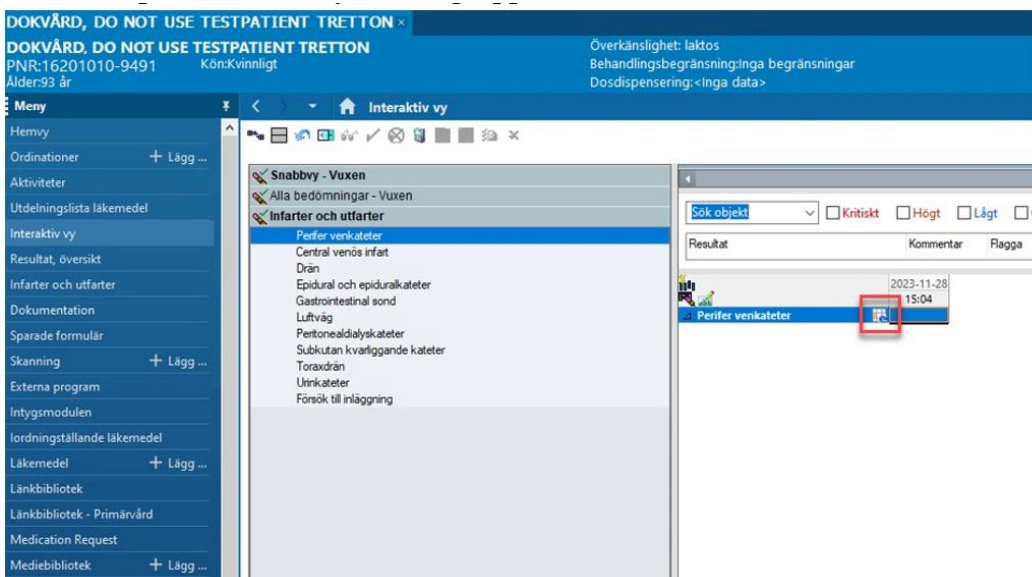 DOKVÅRD, DO NOT USE TESTPATIENT TRETTON ×
DOKVÅRD, DO NOT USE TESTPATIENT TRETTON
PNR:16201010-9491 Kön:Kvinnligt
Ålder:93 år
Överkänslighet: laktos
Behandlingsbegränsning:Inga begränsningar
Dosdispensering:<Inga data>
Meny
Hemvy
Ordinationer + Lägg ...
Aktiviteter
Utdelningslista läkemedel
Interaktiv vy
Resultat, översikt
Infarter och utfarter
Dokumentation
Sparade formulär
Skanning + Lägg ...
Externa program
Intygsmodulen
Iordningställande läkemedel
Läkemedel + Lägg ...
Länkbibliotek
Länkbibliotek - Primärvård
Medication Request
Mediebibliotek + Lägg ...
Interaktiv vy
Snabbvy - Vuxen
Alla bedömningar - Vuxen
Infarter och utfarter
Perifer venkateter
Central venös infart
Drän
Epidural och epiduralkateter
Gastrointestinal sond
Luftväg
Peritonealdialyskateter
Subkutan kvarliggande kateter
Toraxdrän
Urinkateter
Försök till inläggning
Sök objekt Kritiskt Högt Lågt
Resultat Kommentar Flagga
2023-11-28
15:04
Perifer venkateter